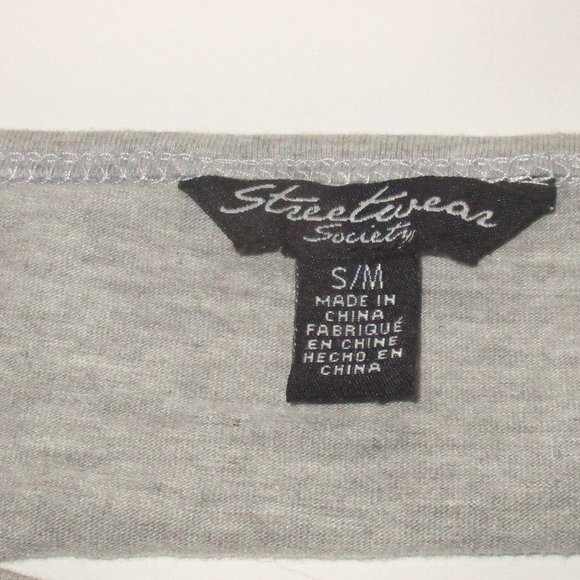 Streetwear
Society
S/M
MADE IN
CHINA
FABRIQUÉ
EN CHINE
HECHO EN
CHINA